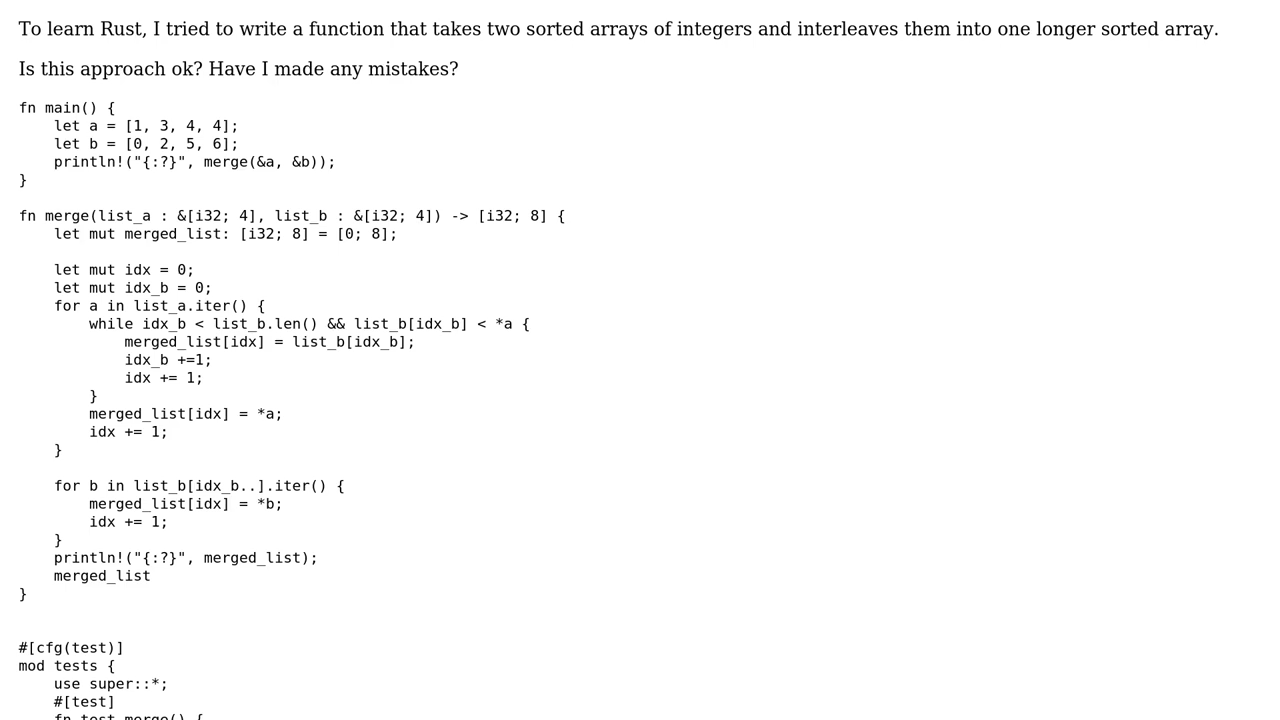 To learn Rust, I tried to write a function that takes two sorted arrays of integers and interleaves them into one longer sorted array.
Is this approach ok? Have I made any mistakes?
fn main() {
    let a = [1, 3, 4, 4];
    let b = [0, 2, 5, 6];
    println!("{:?}", merge(&a, &b));
}
fn merge(list_a : &[i32; 4], list_b : &[i32; 4]) -> [i32; 8] {
    let mut merged_list: [i32; 8] = [0; 8];
    let mut idx = 0;
    let mut idx_b = 0;
    for a in list_a.iter() {
        while idx_b < list_b.len() && list_b[idx_b] < *a {
            merged_list[idx] = list_b[idx_b];
            idx_b +=1;
            idx += 1;
        }
        merged_list[idx] = *a;
        idx += 1;
    }
    for b in list_b[idx_b..].iter() {
        merged_list[idx] = *b;
        idx += 1;
    }
    println!("{:?}", merged_list);
    merged_list
}
#[cfg(test)]
mod tests {
    use super::*;
    #[test]
    fn test_merge() {